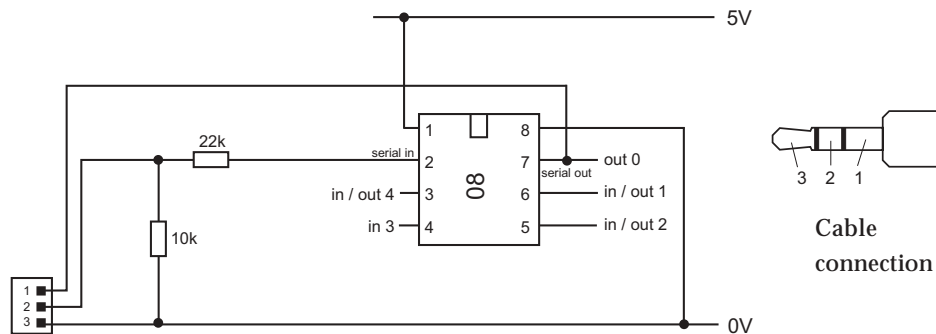 5V
22k
serial in
1
2
3
4
08
8
7
6
5
out 0
serial out
in / out 4
in / out 1
in 3
in / out 2
10k
1
2
3
0V
3 2 1
Cable
connection